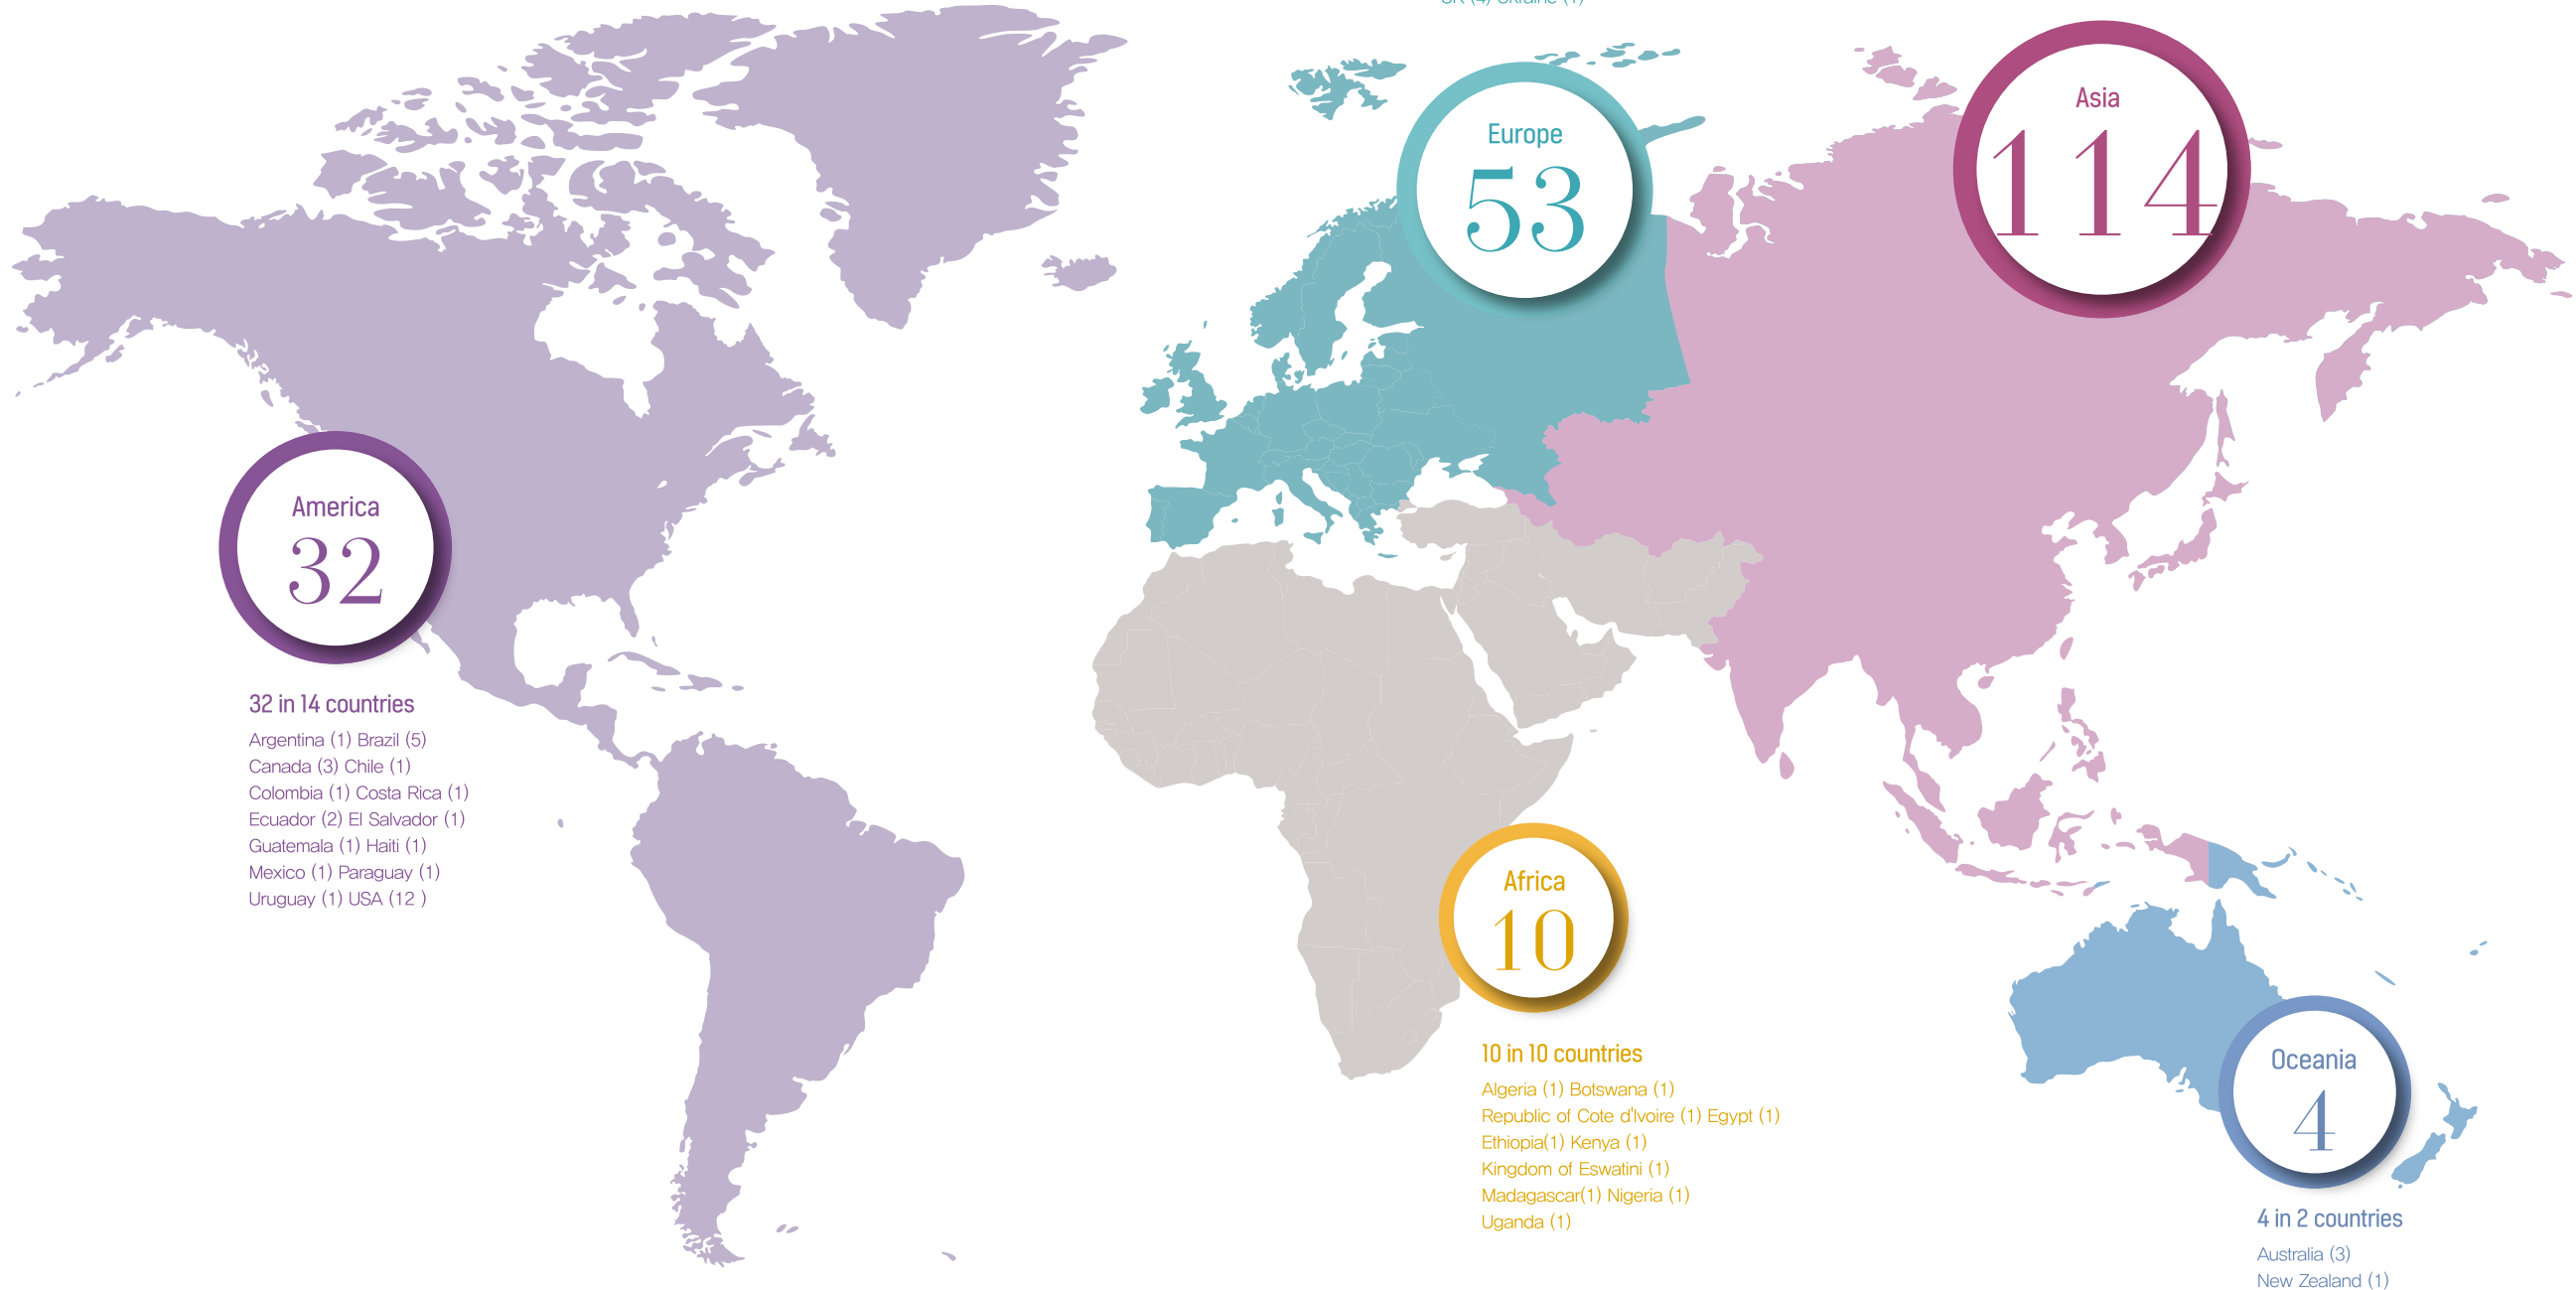 UK (4) Ukraine (1)
Asia
114
Europe
53
America
32
32 in 14 countries
Argentina (1) Brazil (5)
Canada (3) Chile (1)
Colombia (1) Costa Rica (1)
Ecuador (2) El Salvador (1)
Guatemala (1) Haiti (1)
Mexico (1) Paraguay (1)
Uruguay (1) USA (12 )
Africa
10
10 in 10 countries
Algeria (1) Botswana (1)
Republic of Cote d'Ivoire (1) Egypt (1)
Ethiopia(1) Kenya (1)
Kingdom of Eswatini (1)
Madagascar(1) Nigeria (1)
Uganda (1)
Oceania
4
4 in 2 countries
Australia (3)
New Zealand (1)